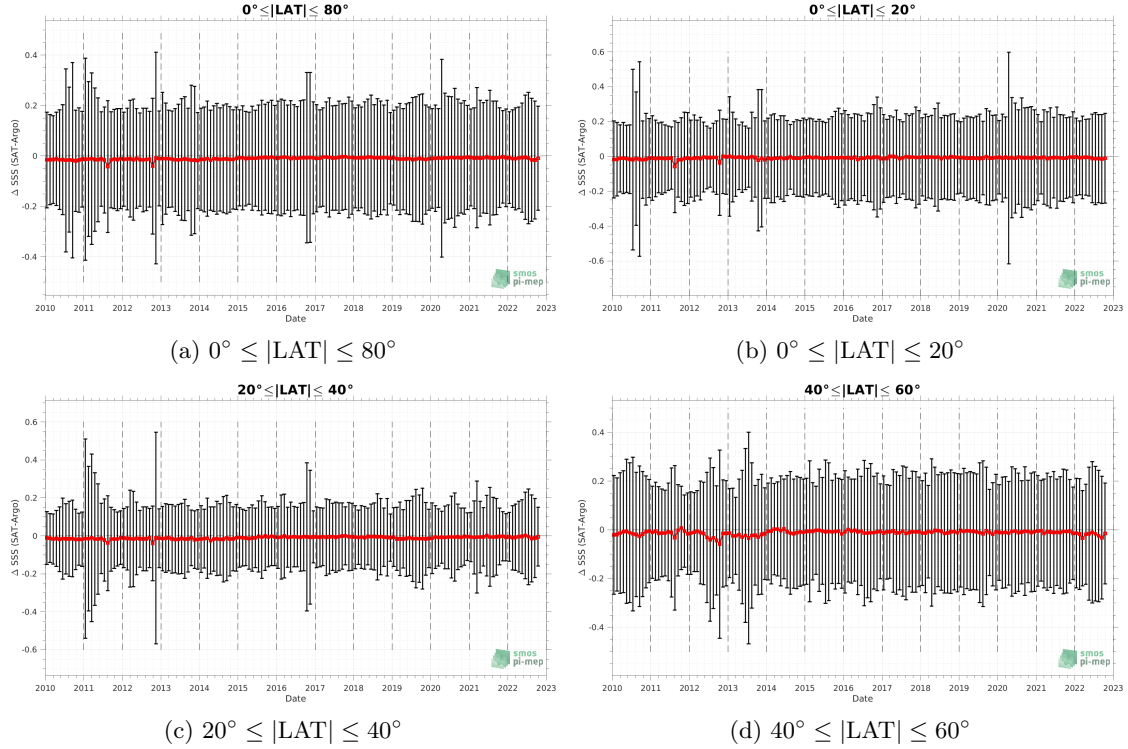 0°≤|LAT|≤ 80°
Δ SSS (SAT-Argo)
0.4
0.2
0
-0.2
-0.4
smos
pi-mep
2010 2011 2012 2013 2014 2015 2016 2017 2018 2019 2020 2021 2022 2023
Date
(a) 0° ≤ |LAT| ≤ 80°
0°≤|LAT|≤ 20°
Δ SSS (SAT-Argo)
0.6
0.4
0.2
0
-0.2
-0.4
-0.6
smos
pi-mep
2010 2011 2012 2013 2014 2015 2016 2017 2018 2019 2020 2021 2022 2023
Date
(b) 0° ≤ |LAT| ≤ 20°
20°≤|LAT|≤ 40°
Δ SSS (SAT-Argo)
0.6
0.4
0.2
0
-0.2
-0.4
-0.6
smos
pi-mep
2010 2011 2012 2013 2014 2015 2016 2017 2018 2019 2020 2021 2022 2023
Date
(c) 20° ≤ |LAT| ≤ 40°
40°≤|LAT|≤ 60°
Δ SSS (SAT-Argo)
0.4
0.2
0
-0.2
-0.4
smos
pi-mep
2010 2011 2012 2013 2014 2015 2016 2017 2018 2019 2020 2021 2022 2023
Date
(d) 40° ≤ |LAT| ≤ 60°